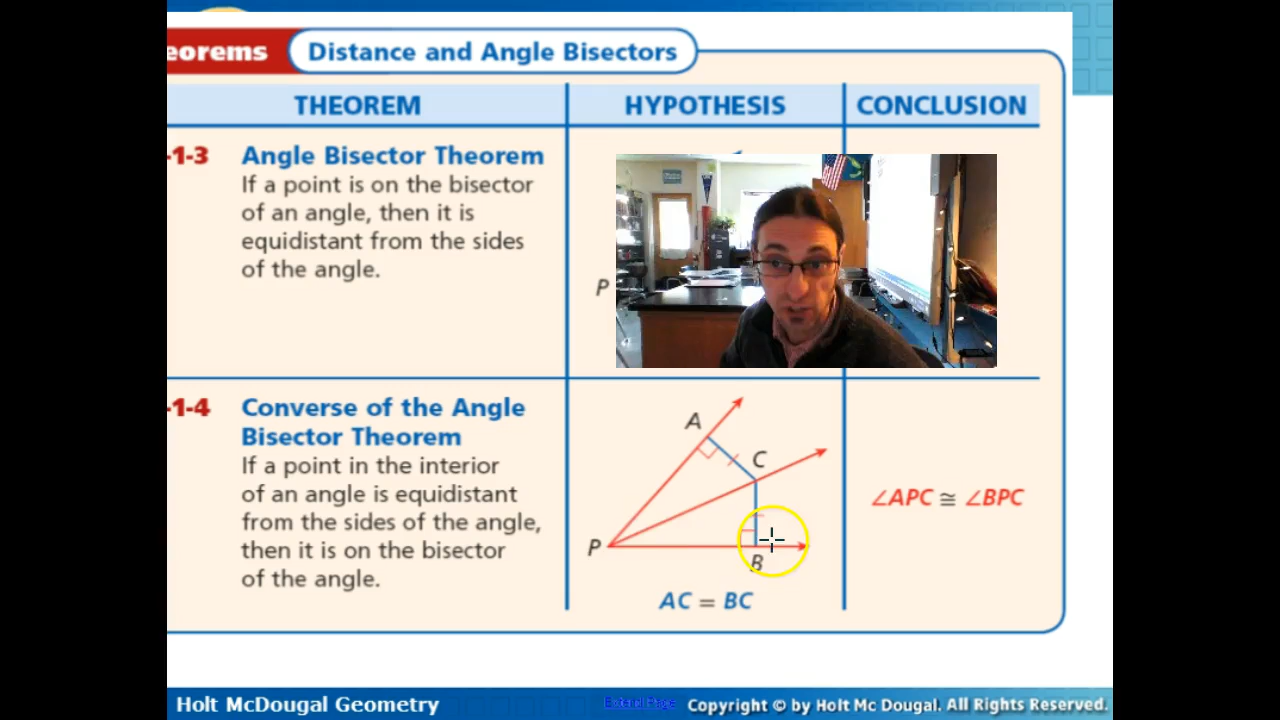 eorems
Distance and Angle Bisectors
THEOREM
HYPOTHESIS
CONCLUSION
-1-3
Angle Bisector Theorem
If a point is on the bisector
of an angle, then it is
equidistant from the sides
of the angle.
P
-1-4
Converse of the Angle
Bisector Theorem
If a point in the interior
of an angle is equidistant
from the sides of the angle,
then it is on the bisector
of the angle.
A
C
P
B
AC = BC
∠APC ≅ ∠BPC
Holt McDougal Geometry
Extend Page
Copyright © by Holt Mc Dougal. All Rights Reserved.